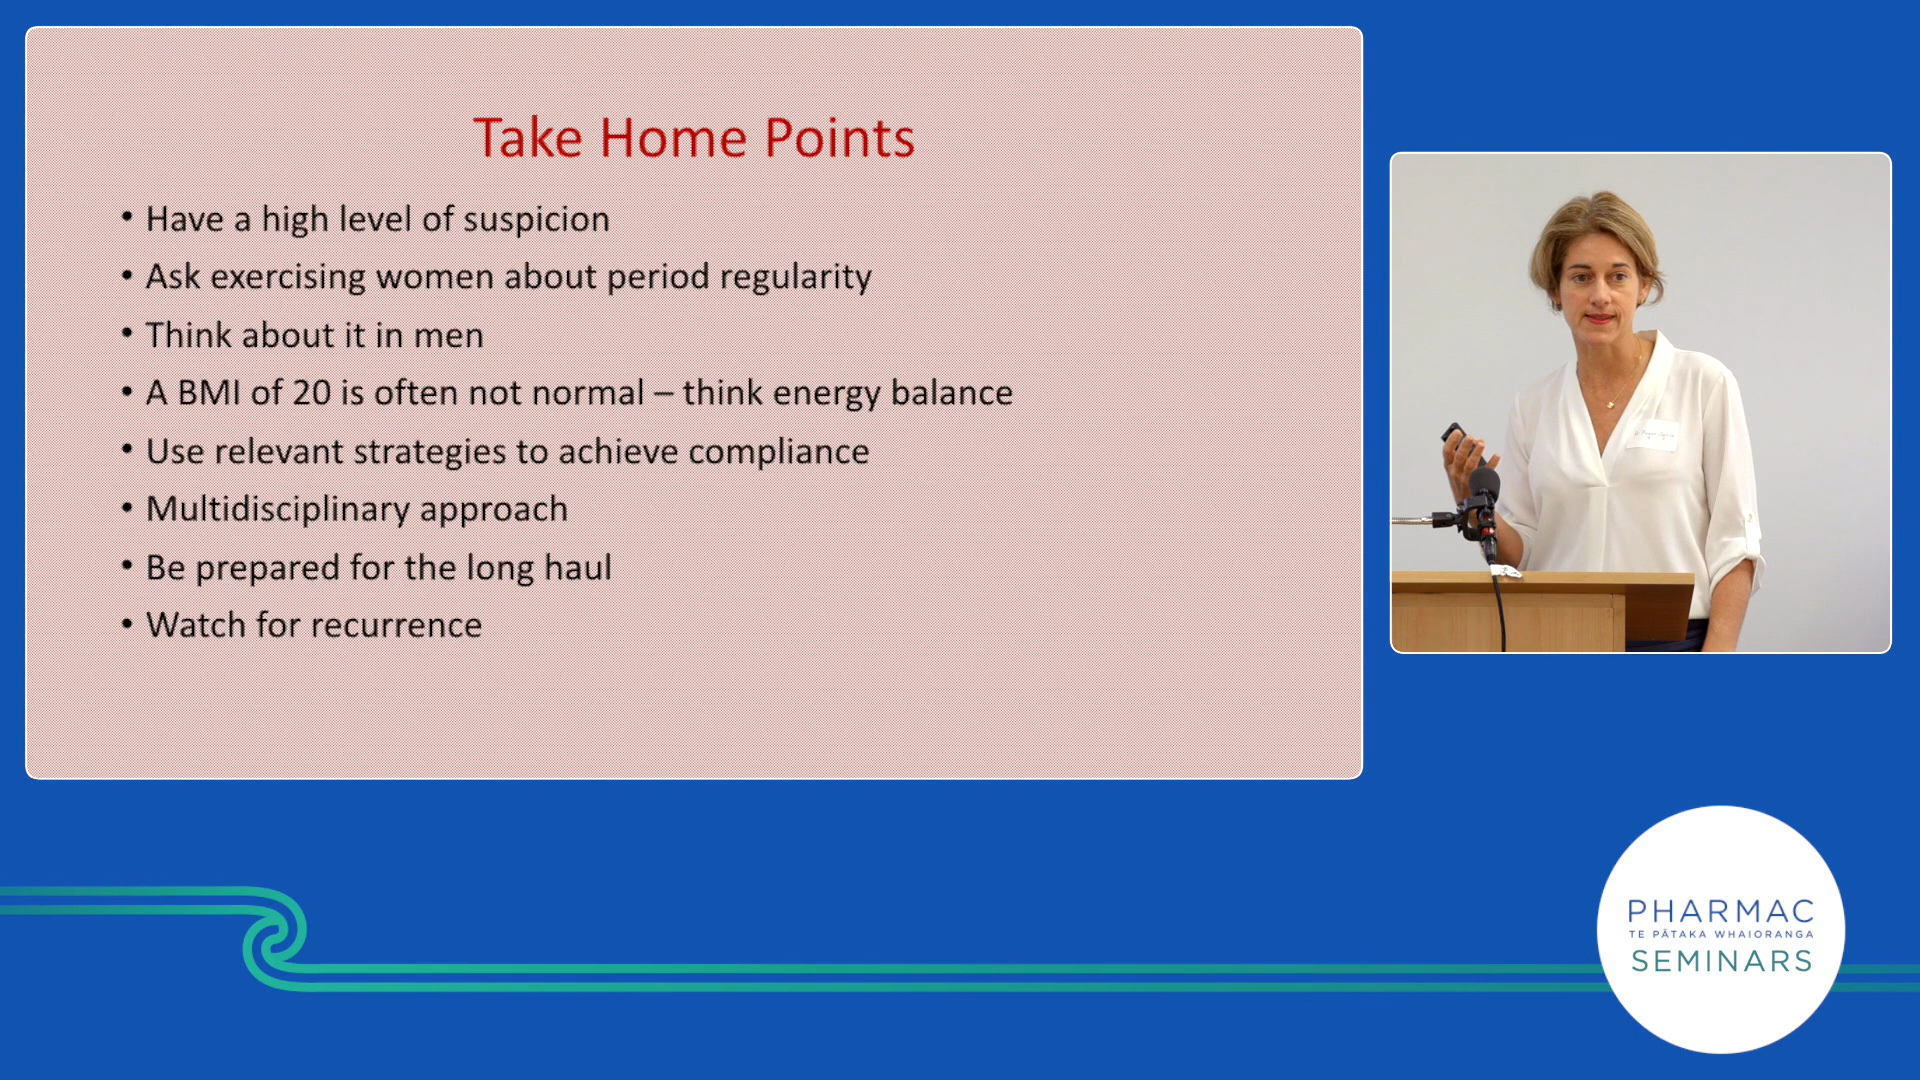 Take Home Points
• Have a high level of suspicion
• Ask exercising women about period regularity
• Think about it in men
• A BMI of 20 is often not normal – think energy balance
• Use relevant strategies to achieve compliance
• Multidisciplinary approach
• Be prepared for the long haul
• Watch for recurrence
PHARMAC
TE PĀTAKA WHAIORANGA
SEMINARS